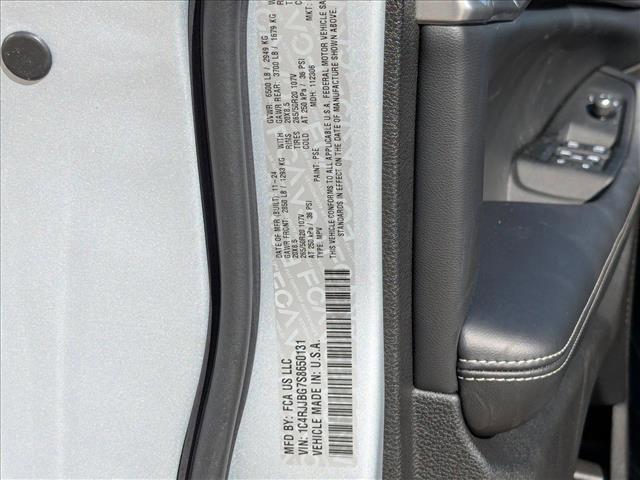 MFD BY: FCA US LLC
VIN: 1C4RJJBG7S8650131
VEHICLE MADE IN: U.S.A.
DATE OF MFR (BUILT): 11-24
GVWR: 6500 LB / 2949 KG
GAWR FRONT: 2850 LB / 1293 KG WITH
GAWR REAR: 3700 LB / 1679 KG
20X8.5 RIMS 20X8.5
265/50R20 107V TIRES 265/50R20 107V
AT 250 kPa / 36 PSI COLD AT 250 kPa / 36 PSI
TYPE: MPV PAINT: PSE MDH: 112306 MKT:
THIS VEHICLE CONFORMS TO ALL APPLICABLE U.S.A. FEDERAL MOTOR VEHICLE
STANDARDS IN EFFECT ON THE DATE OF MANUFACTURE SHOWN ABOVE.